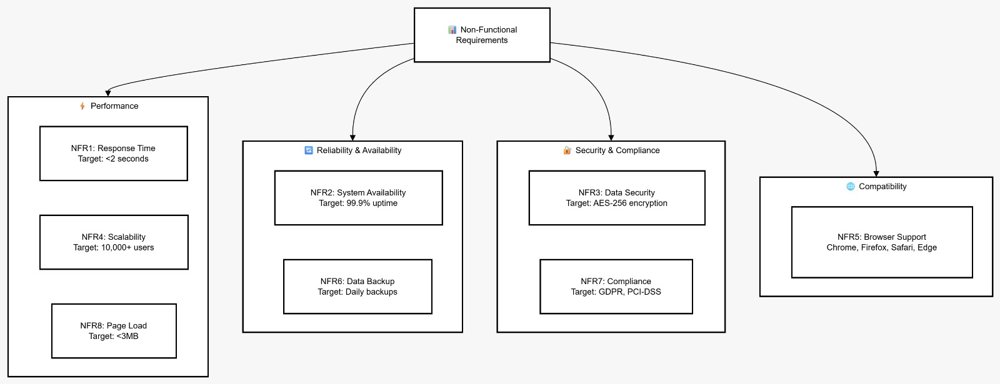 📊 Non-Functional
Requirements
⚡ Performance
NFR1: Response Time
Target: <2 seconds
NFR4: Scalability
Target: 10,000+ users
NFR8: Page Load
Target: <3MB
🔄 Reliability & Availability
NFR2: System Availability
Target: 99.9% uptime
NFR6: Data Backup
Target: Daily backups
🔐 Security & Compliance
NFR3: Data Security
Target: AES-256 encryption
NFR7: Compliance
Target: GDPR, PCI-DSS
🌐 Compatibility
NFR5: Browser Support
Chrome, Firefox, Safari, Edge